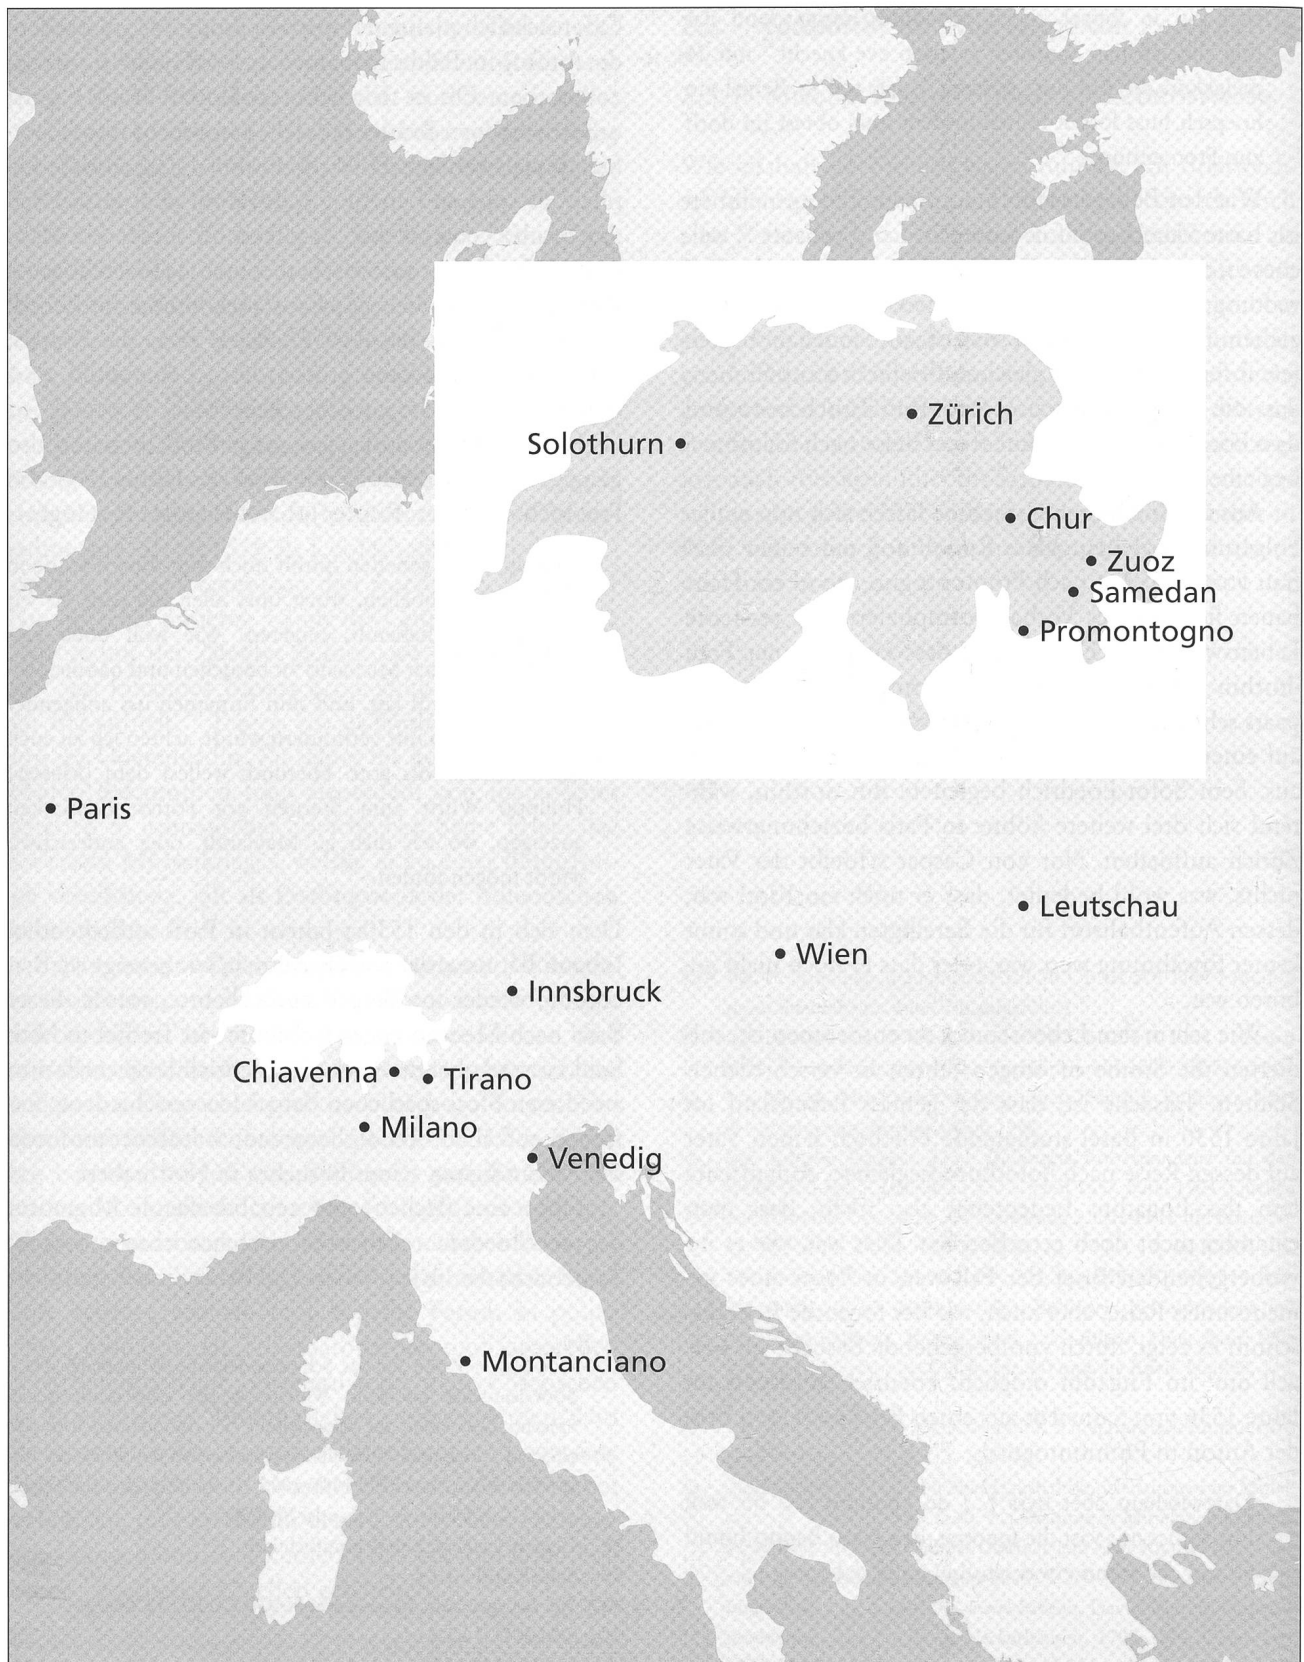 Zürich
Solothurn
Chur
Zuoz
Samedan
Promontogno
Paris
Leutschau
Wien
Innsbruck
Chiavenna
Tirano
Milano
Venedig
Montanciano